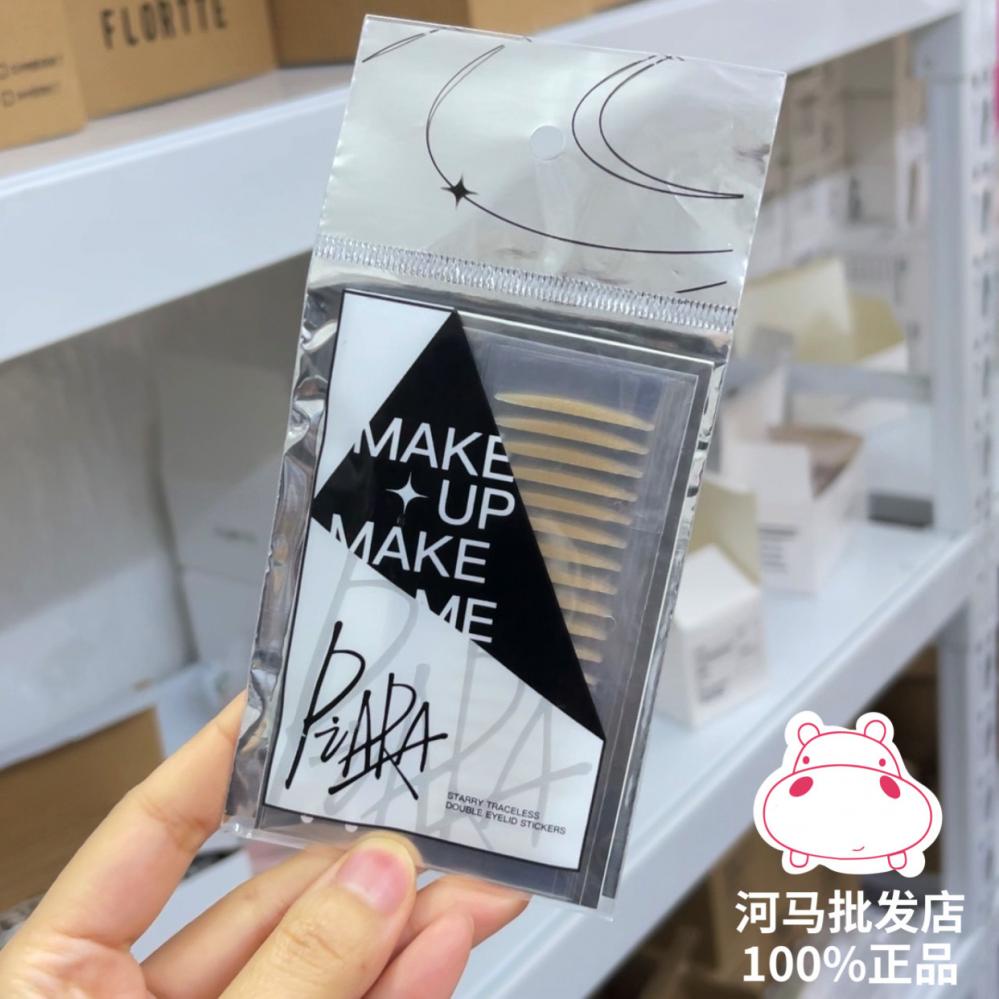 FLORTTE
MAKE
UP
MAKE
ME
PiARA
STARRY TRACELESS
DOUBLE EYELID STICKERS
河马批发店
100%正品